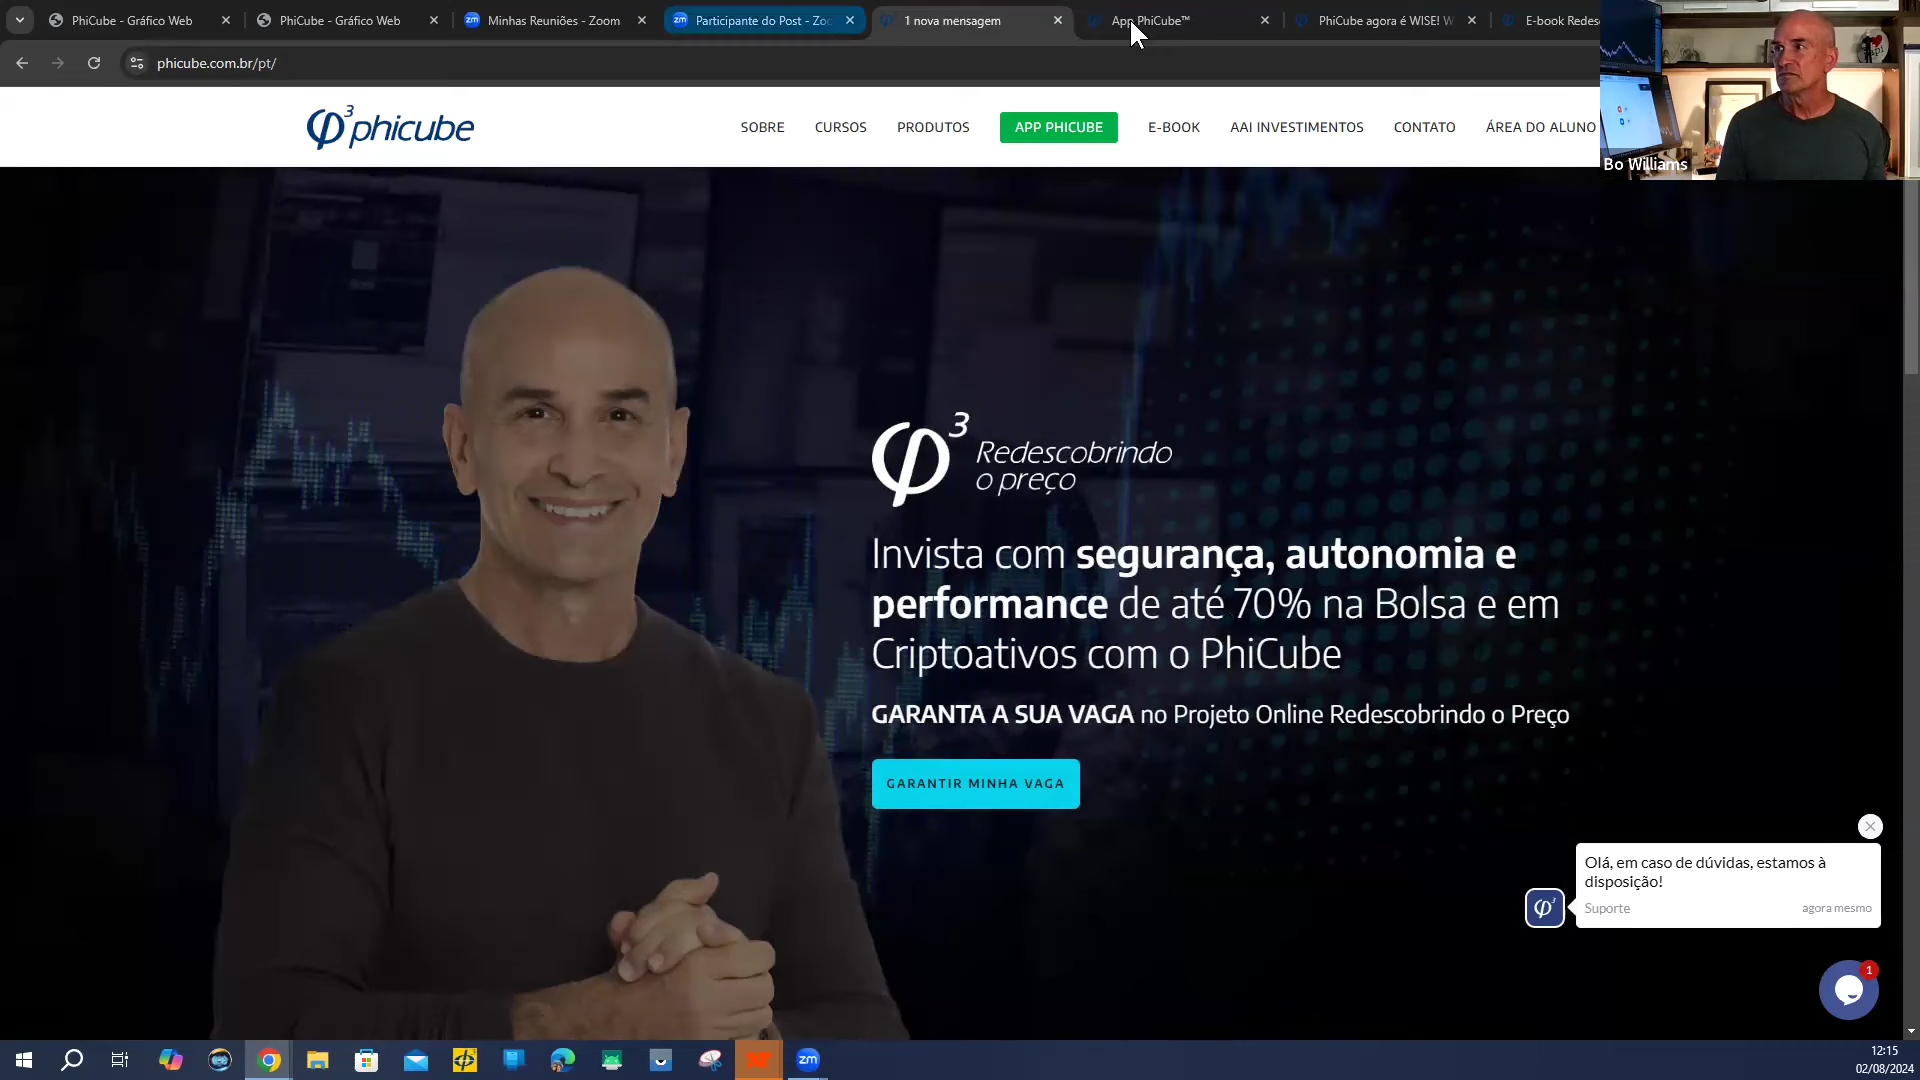 PhiCube - Gráfico Web
PhiCube - Gráfico Web
Minhas Reuniões - Zoom
Participante do Post - Zoo
1 nova mensagem
App PhiCube™
PhiCube agora é WISE! W
E-book Redes
phicube.com.br/pt/
φ³phicube
SOBRE
CURSOS
PRODUTOS
APP PHICUBE
E-BOOK
AAI INVESTIMENTOS
CONTATO
ÁREA DO ALUNO
Bo Williams
φ³ Redescobrindo
o preço
Invista com segurança, autonomia e
performance de até 70% na Bolsa e em
Criptoativos com o PhiCube
GARANTA A SUA VAGA no Projeto Online Redescobrindo o Preço
GARANTIR MINHA VAGA
Olá, em caso de dúvidas, estamos à
disposição!
Suporte
agora mesmo
1
zm
12:15
02/08/2024